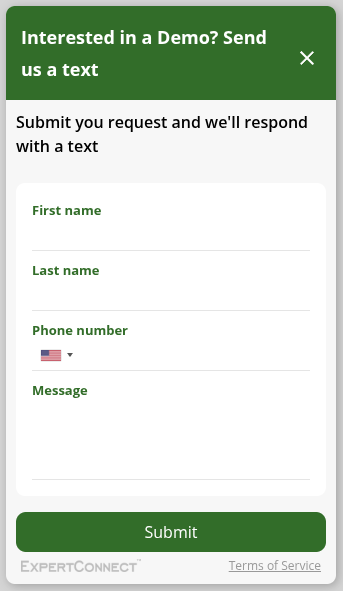 Interested in a Demo? Send
us a text
Submit you request and we'll respond
with a text
First name
Last name
Phone number
Message
Submit
ExpertConnect™
Terms of Service